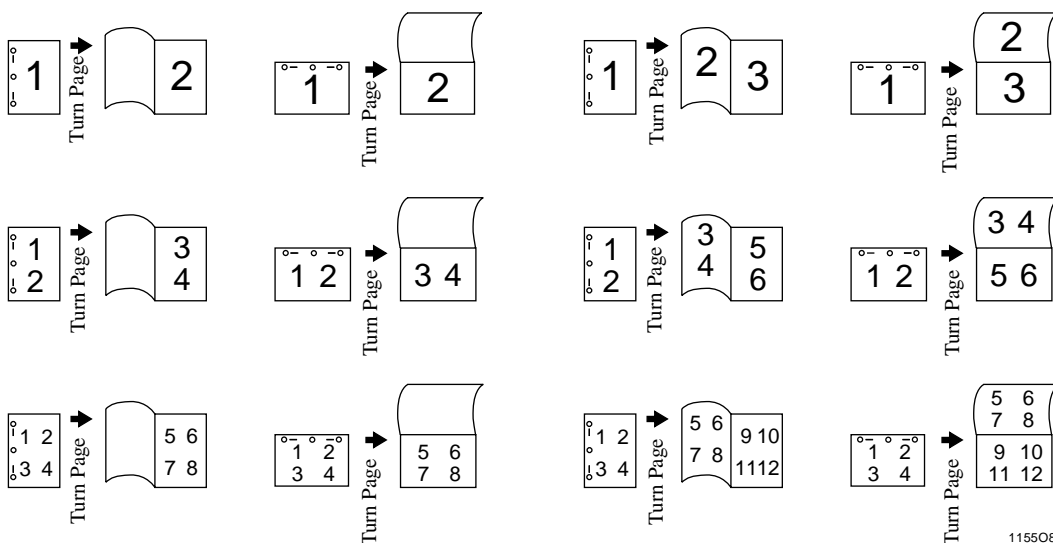 1 Turn Page 2
1 Turn Page 2
1 Turn Page 2 3
1 Turn Page 2
3
1
2 Turn Page 3
4
1 2 Turn Page 3 4
1
2 Turn Page 3
4 5
6
1 2 Turn Page 3 4
5 6
1 2
3 4 Turn Page 5 6
7 8
1 2
3 4 Turn Page 5 6
7 8
1 2
3 4 Turn Page 5 6
7 8 9 10
11 12
1 2
3 4 Turn Page 5 6
7 8
9 10
11 12